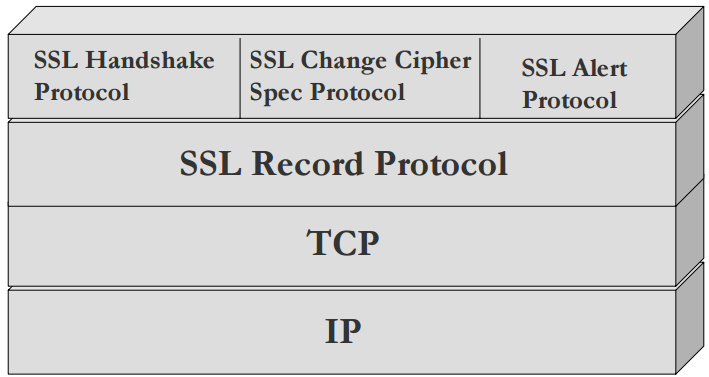 SSL Handshake
Protocol
SSL Change Cipher
Spec Protocol
SSL Alert
Protocol
SSL Record Protocol
TCP
IP